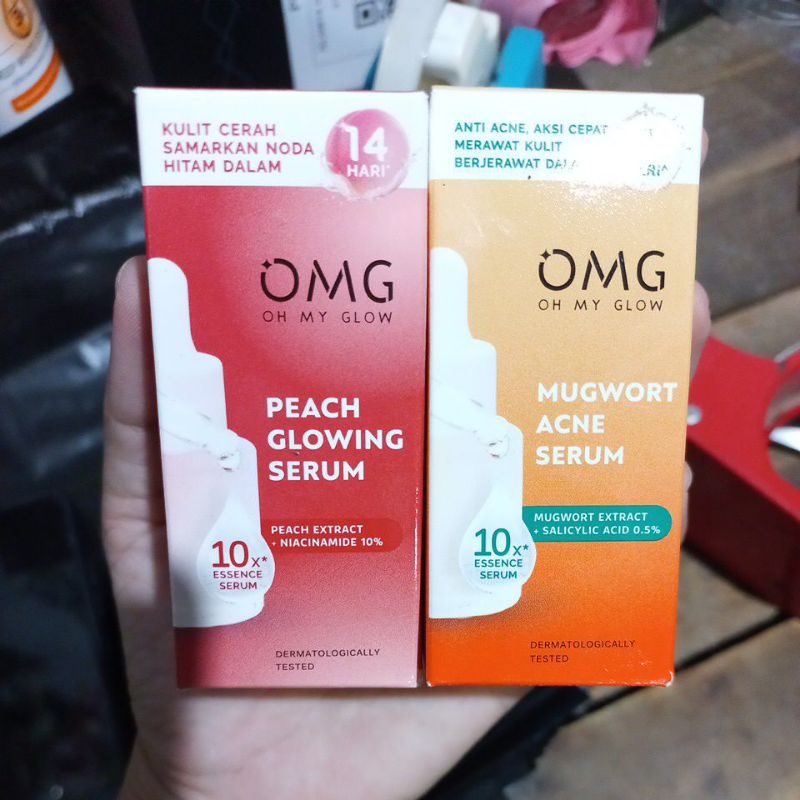 KULIT CERAH
SAMARKAN NODA
HITAM DALAM
14
HARI*
OMG
OH MY GLOW
PEACH
GLOWING
SERUM
PEACH EXTRACT
+ NIACINAMIDE 10%
10x*
ESSENCE
SERUM
DERMATOLOGICALLY
TESTED
ANTI ACNE, AKSI CEPAT
MERAWAT KULIT
BERJERAWAT
OMG
OH MY GLOW
MUGWORT
ACNE
SERUM
MUGWORT EXTRACT
+ SALICYLIC ACID 0.5%
10x*
ESSENCE
SERUM
DERMATOLOGICALLY
TESTED